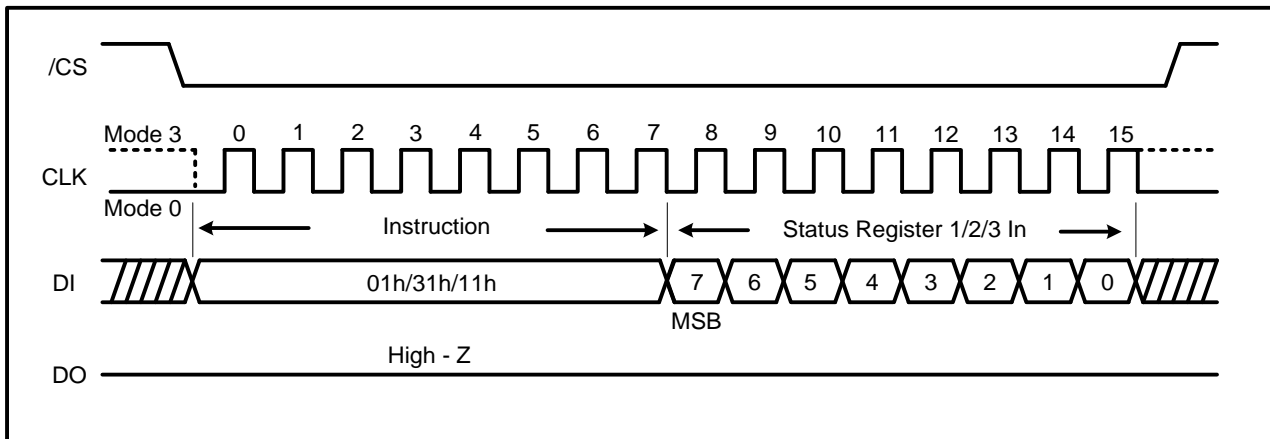 /CS
Mode 3 0 1 2 3 4 5 6 7 8 9 10 11 12 13 14 15
CLK
Mode 0
Instruction Status Register 1/2/3 In
DI 01h/31h/11h 7 6 5 4 3 2 1 0
MSB
High - Z
DO